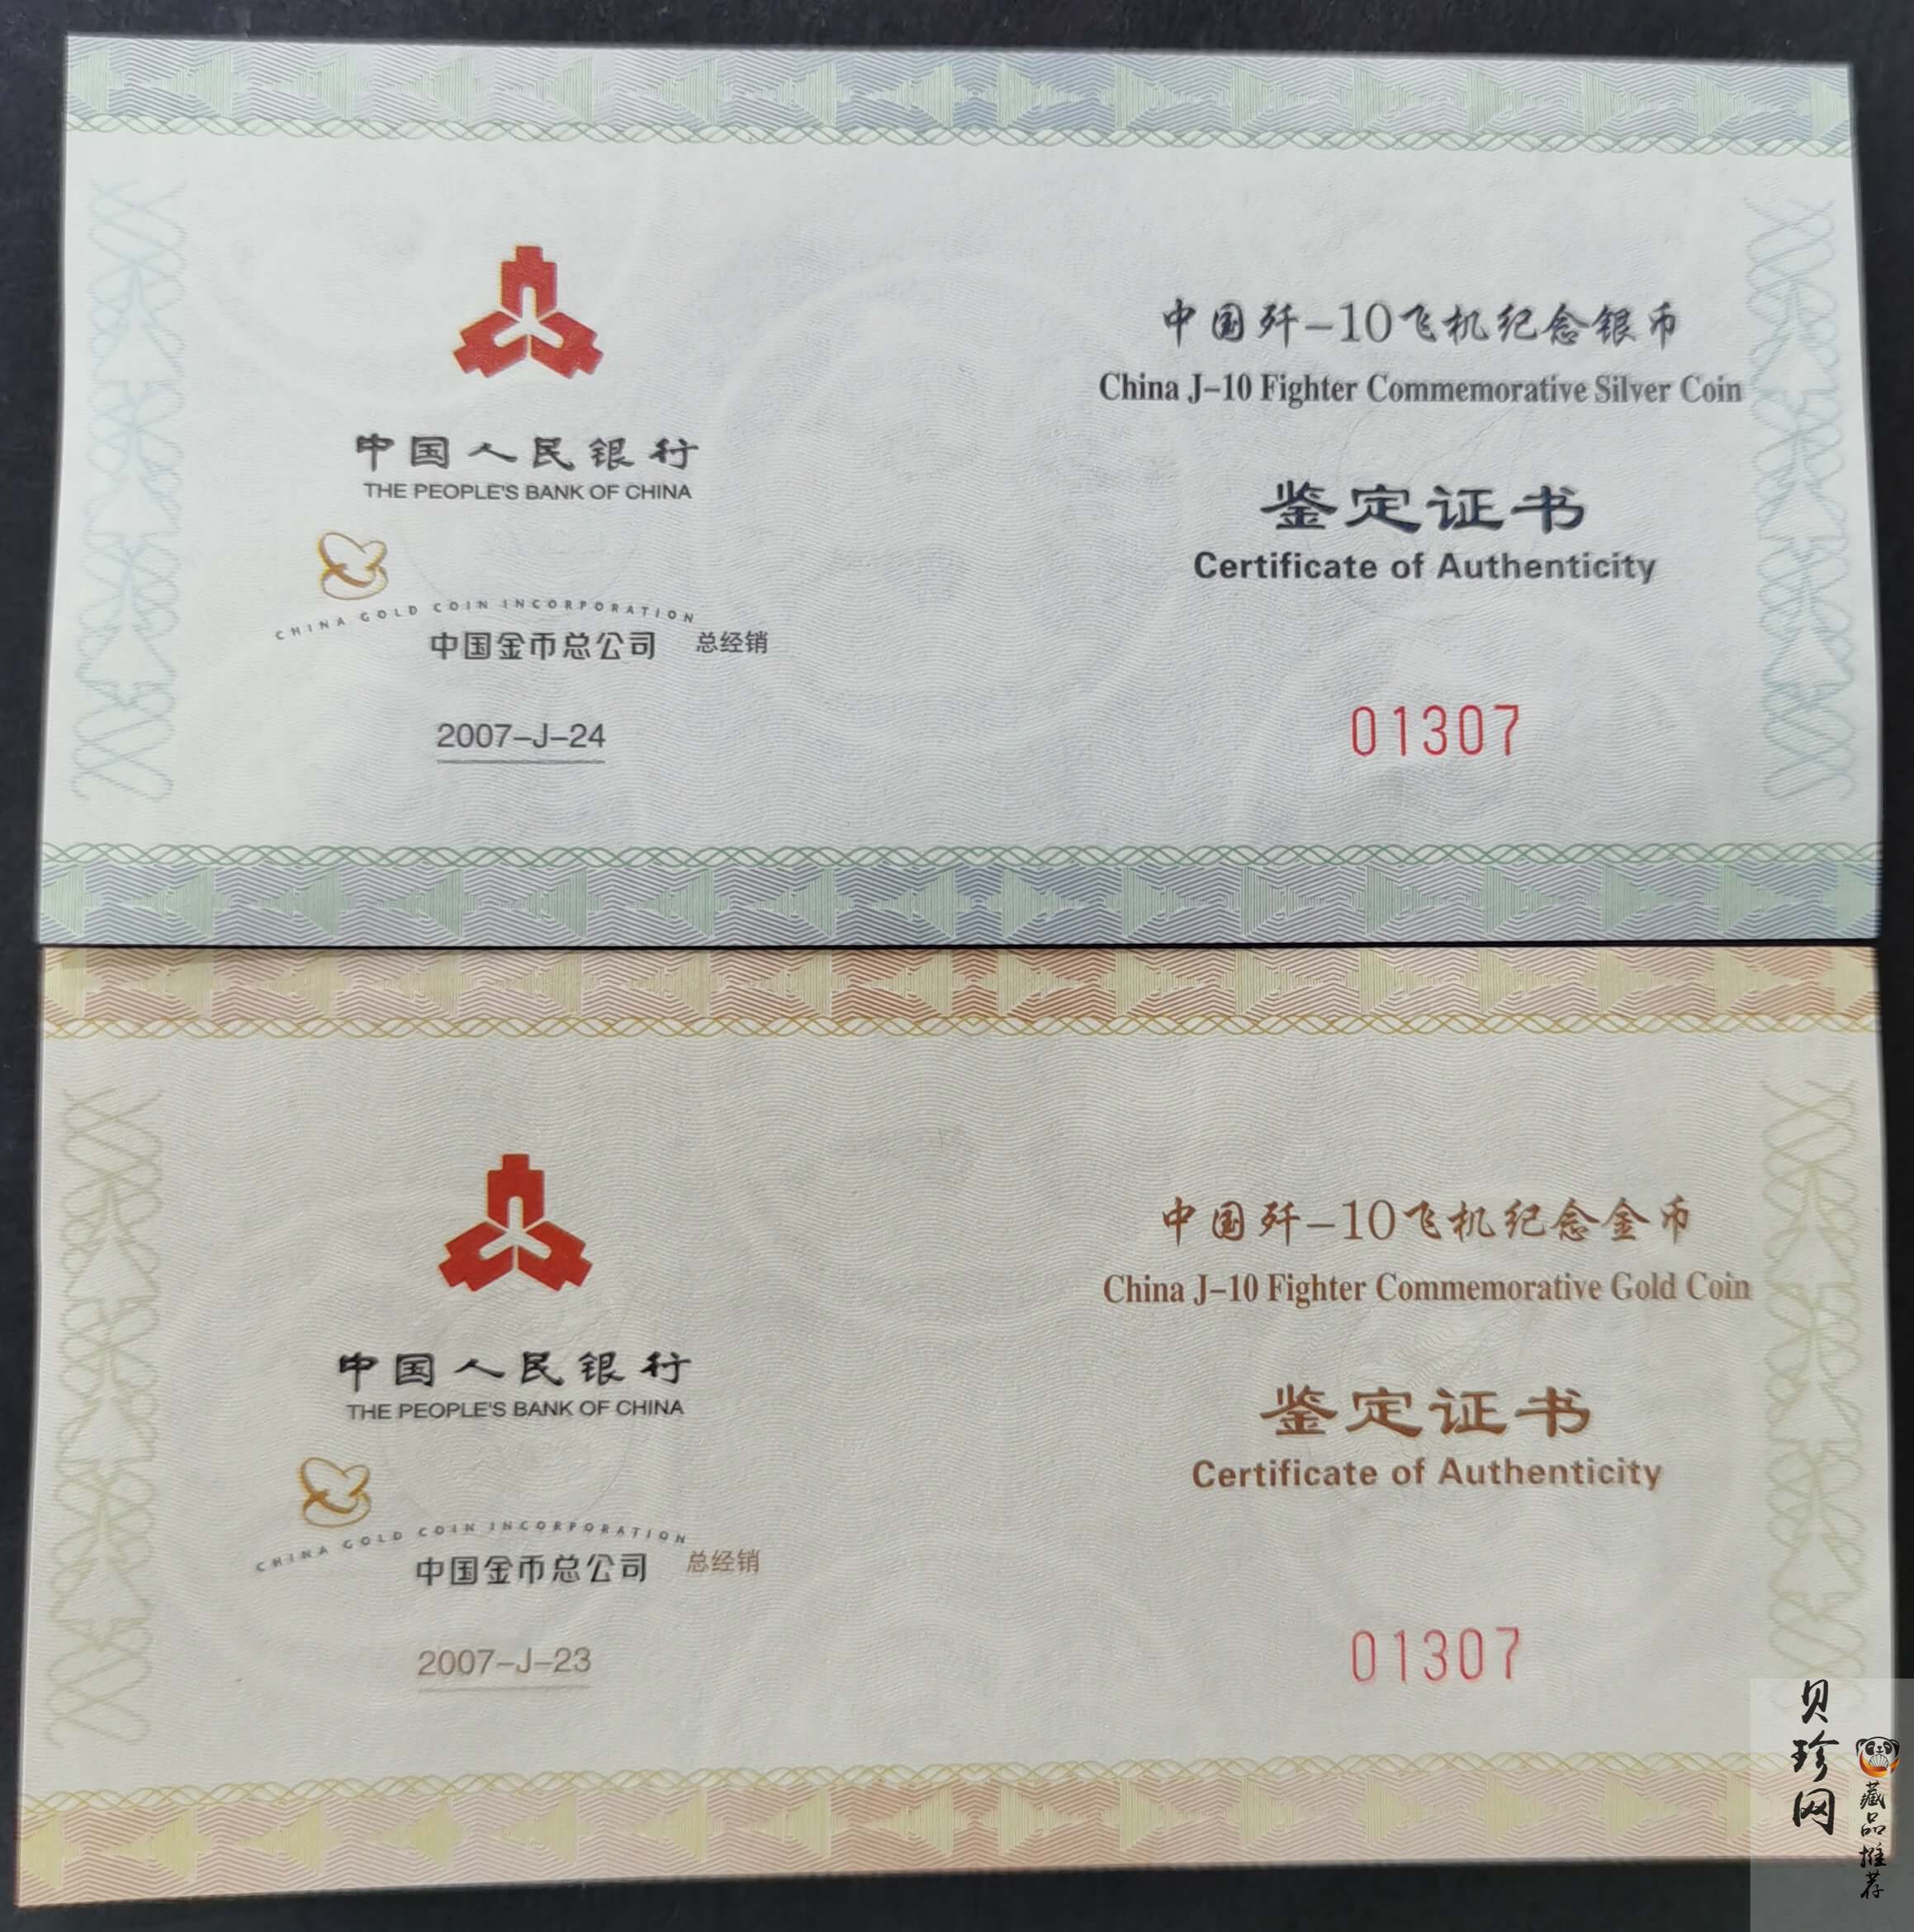 中国人民银行
THE PEOPLE'S BANK OF CHINA
CHINA GOLD COIN INCORPORATION
中国金币总公司 总经销
2007-J-24
中国歼-10飞机纪念银币
China J-10 Fighter Commemorative Silver Coin
鉴定证书
Certificate of Authenticity
01307
中国人民银行
THE PEOPLE'S BANK OF CHINA
CHINA GOLD COIN INCORPORATION
中国金币总公司 总经销
2007-J-23
中国歼-10飞机纪念金币
China J-10 Fighter Commemorative Gold Coin
鉴定证书
Certificate of Authenticity
01307
贝珍网
藏品推荐